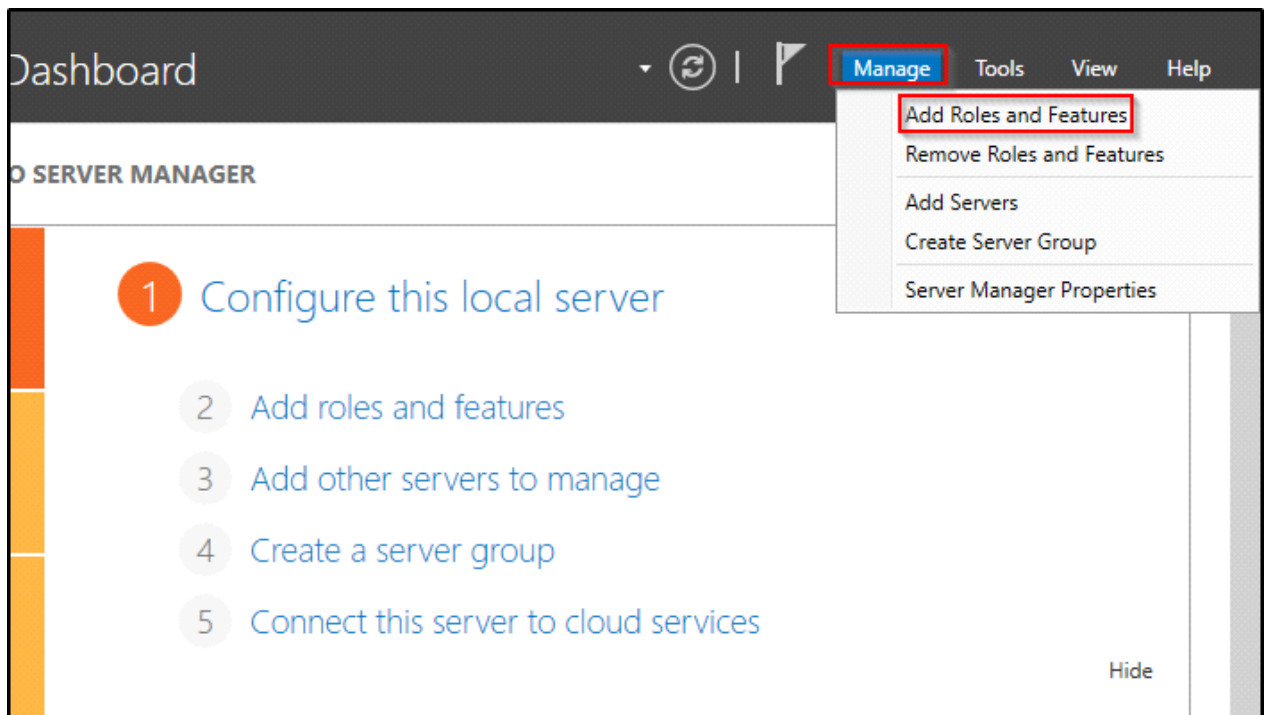 Dashboard
Manage Tools View Help
Add Roles and Features
Remove Roles and Features
Add Servers
Create Server Group
Server Manager Properties
O SERVER MANAGER
1 Configure this local server
2 Add roles and features
3 Add other servers to manage
4 Create a server group
5 Connect this server to cloud services
Hide